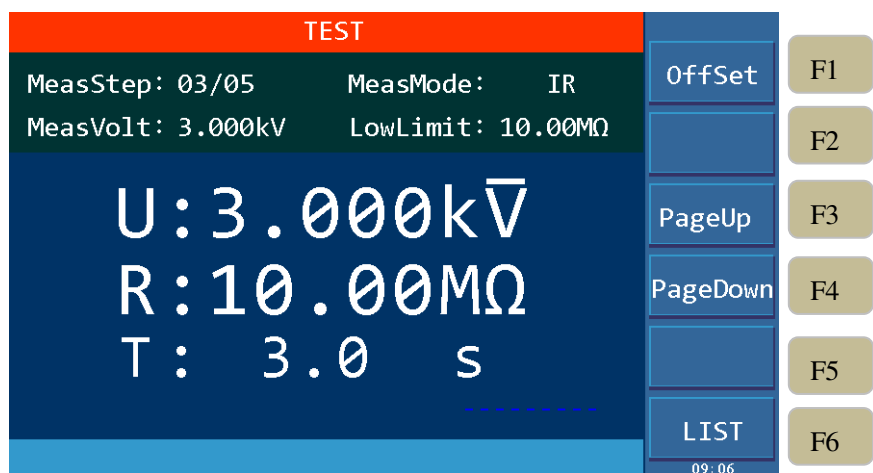 TEST
MeasStep: 03/05 MeasMode: IR
MeasVolt: 3.000kV LowLimit: 10.00MΩ
U:3.000kV̅
R:10.00MΩ
T: 3.0 s
---------
OffSet
PageUp
PageDown
LIST
09:06
F1
F2
F3
F4
F5
F6